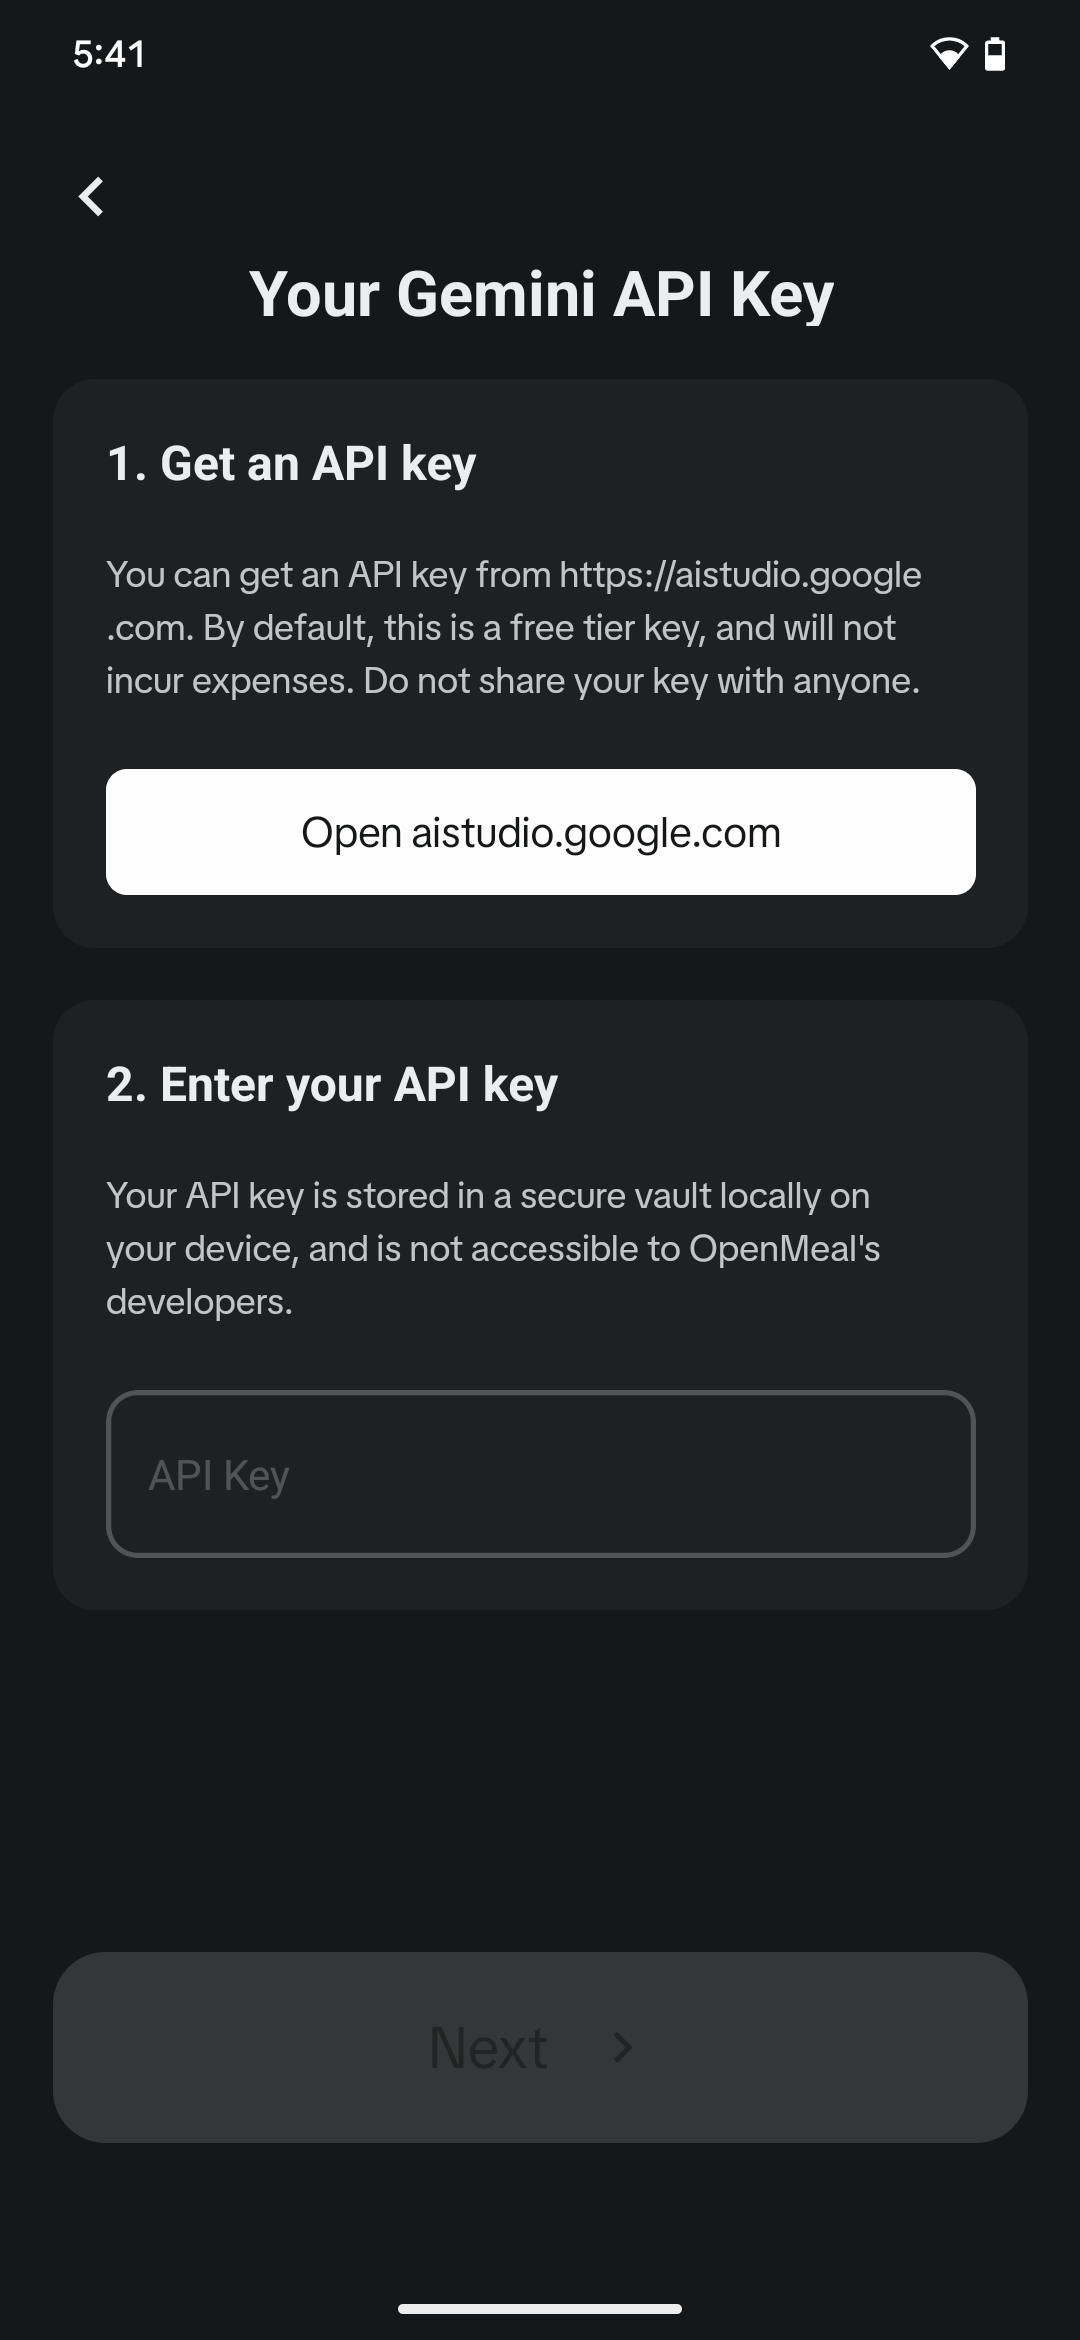 5:41
Your Gemini API Key
1. Get an API key
You can get an API key from https://aistudio.google
.com. By default, this is a free tier key, and will not
incur expenses. Do not share your key with anyone.
Open aistudio.google.com
2. Enter your API key
Your API key is stored in a secure vault locally on
your device, and is not accessible to OpenMeal's
developers.
API Key
Next